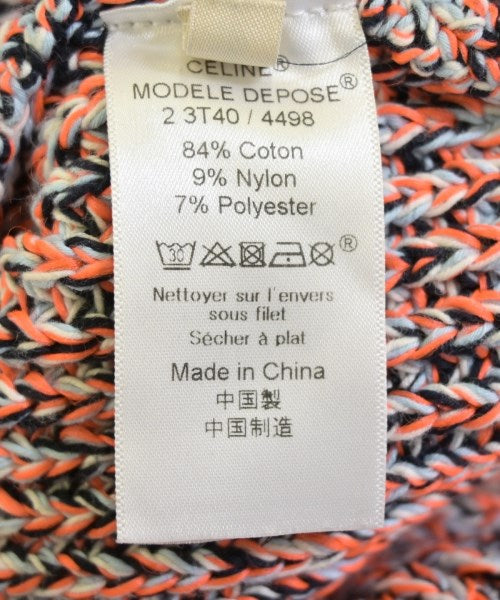 CELINE®
MODELE DEPOSE®
2 3T40 / 4498
84% Coton
9% Nylon
7% Polyester
30 ®
Nettoyer sur l'envers
sous filet
Sécher à plat
Made in China
中国製
中国制造